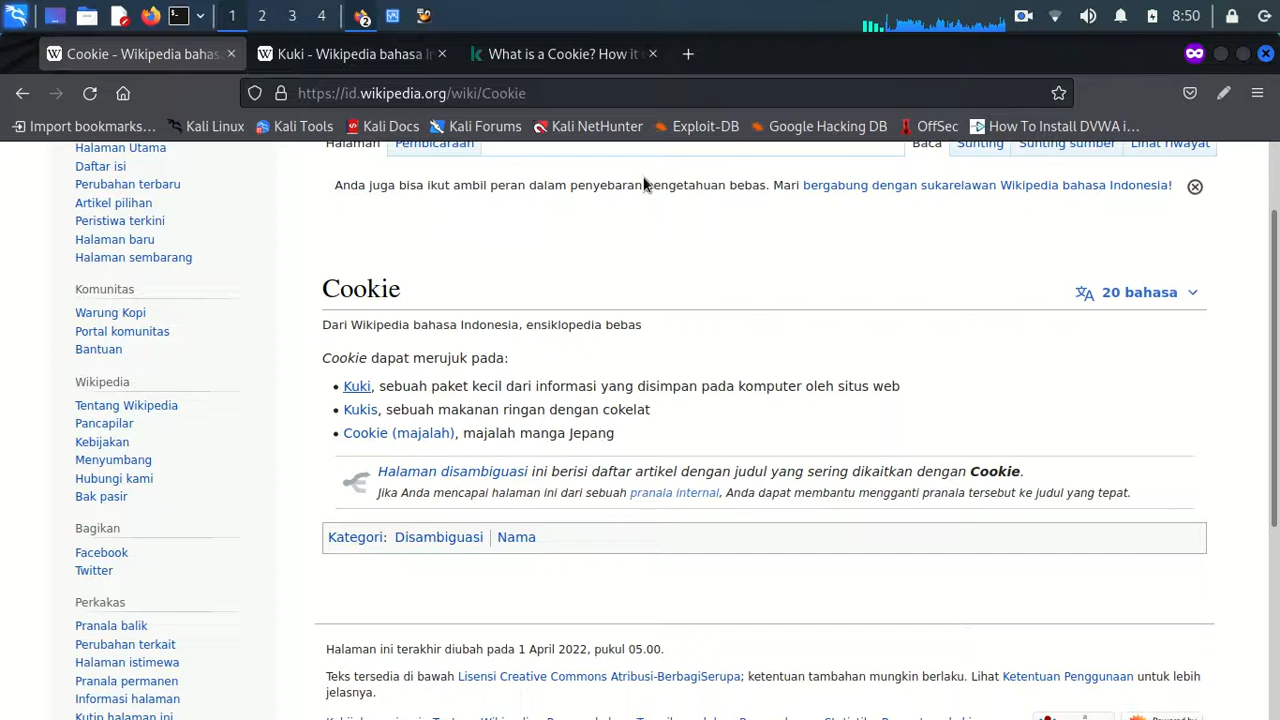 1 2 3 4 2 8:50
Cookie - Wikipedia bahasa Kuki - Wikipedia bahasa In What is a Cookie? How it
https://id.wikipedia.org/wiki/Cookie
Import bookmarks... Kali Linux Kali Tools Kali Docs Kali Forums Kali NetHunter Exploit-DB Google Hacking DB OffSec How To Install DVWA i...
Halaman Pembicaraan Baca Sunting Sunting sumber Lihat riwayat
Halaman Utama
Daftar isi
Perubahan terbaru
Artikel pilihan
Peristiwa terkini
Halaman baru
Halaman sembarang
Komunitas
Warung Kopi
Portal komunitas
Bantuan
Wikipedia
Tentang Wikipedia
Pancapilar
Kebijakan
Menyumbang
Hubungi kami
Bak pasir
Bagikan
Facebook
Twitter
Perkakas
Pranala balik
Perubahan terkait
Halaman istimewa
Pranala permanen
Informasi halaman
Kutip halaman ini
Anda juga bisa ikut ambil peran dalam penyebaran pengetahuan bebas. Mari bergabung dengan sukarelawan Wikipedia bahasa Indonesia!
Cookie
20 bahasa
Dari Wikipedia bahasa Indonesia, ensiklopedia bebas
Cookie dapat merujuk pada:
• Kuki, sebuah paket kecil dari informasi yang disimpan pada komputer oleh situs web
• Kukis, sebuah makanan ringan dengan cokelat
• Cookie (majalah), majalah manga Jepang
Halaman disambiguasi ini berisi daftar artikel dengan judul yang sering dikaitkan dengan Cookie.
Jika Anda mencapai halaman ini dari sebuah pranala internal, Anda dapat membantu mengganti pranala tersebut ke judul yang tepat.
Kategori: Disambiguasi | Nama
Halaman ini terakhir diubah pada 1 April 2022, pukul 05.00.
Teks tersedia di bawah Lisensi Creative Commons Atribusi-BerbagiSerupa; ketentuan tambahan mungkin berlaku. Lihat Ketentuan Penggunaan untuk lebih
jelasnya.